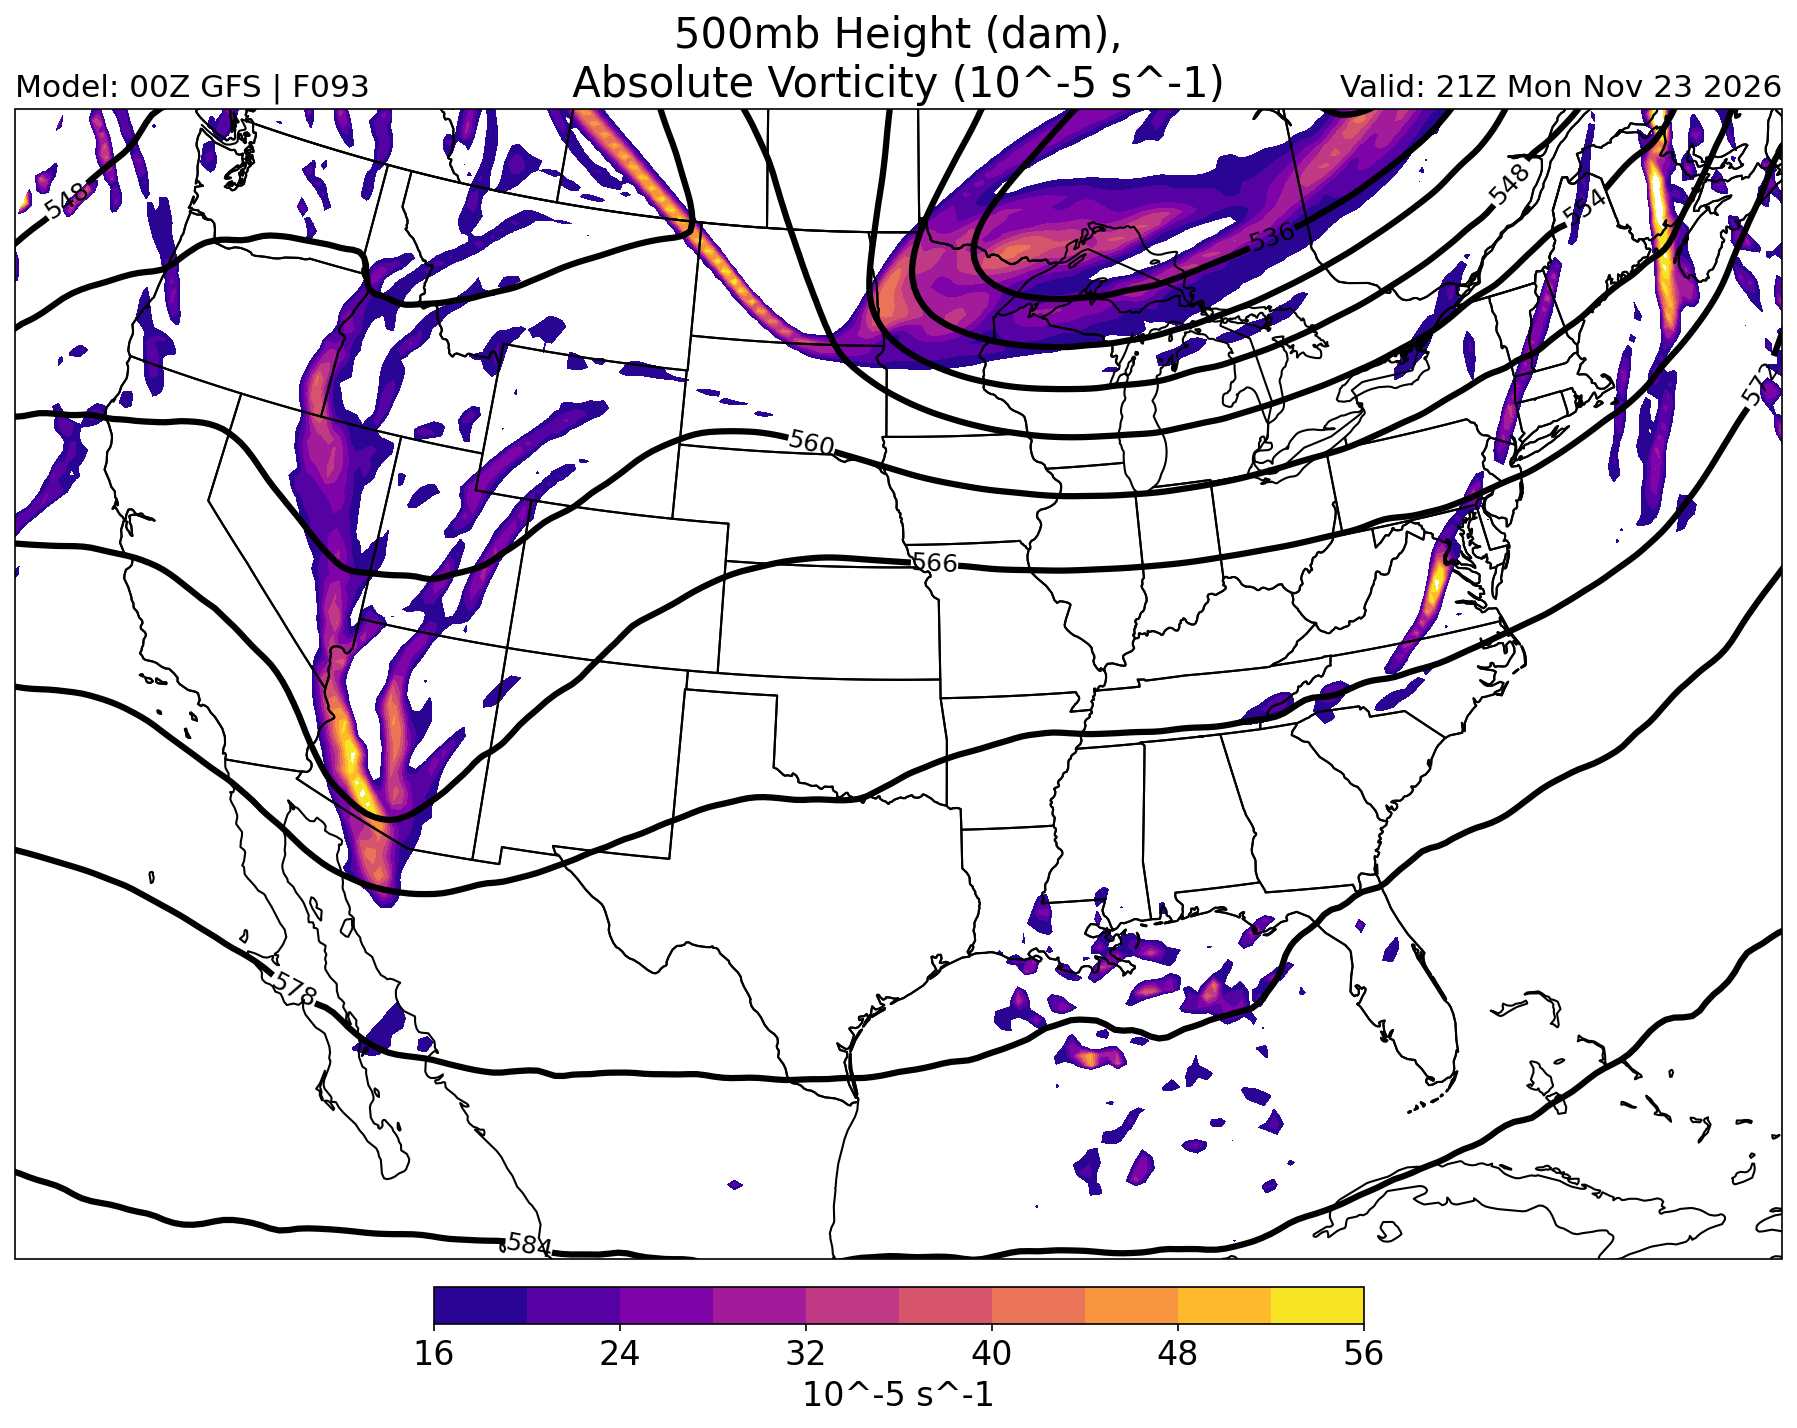 500mb Height (dam),
Absolute Vorticity (10^-5 s^-1)
Model: 00Z GFS | F093
Valid: 21Z Mon Nov 23 2026
548
548
554
536
572
560
566
578
584
16 24 32 40 48 56
10^-5 s^-1